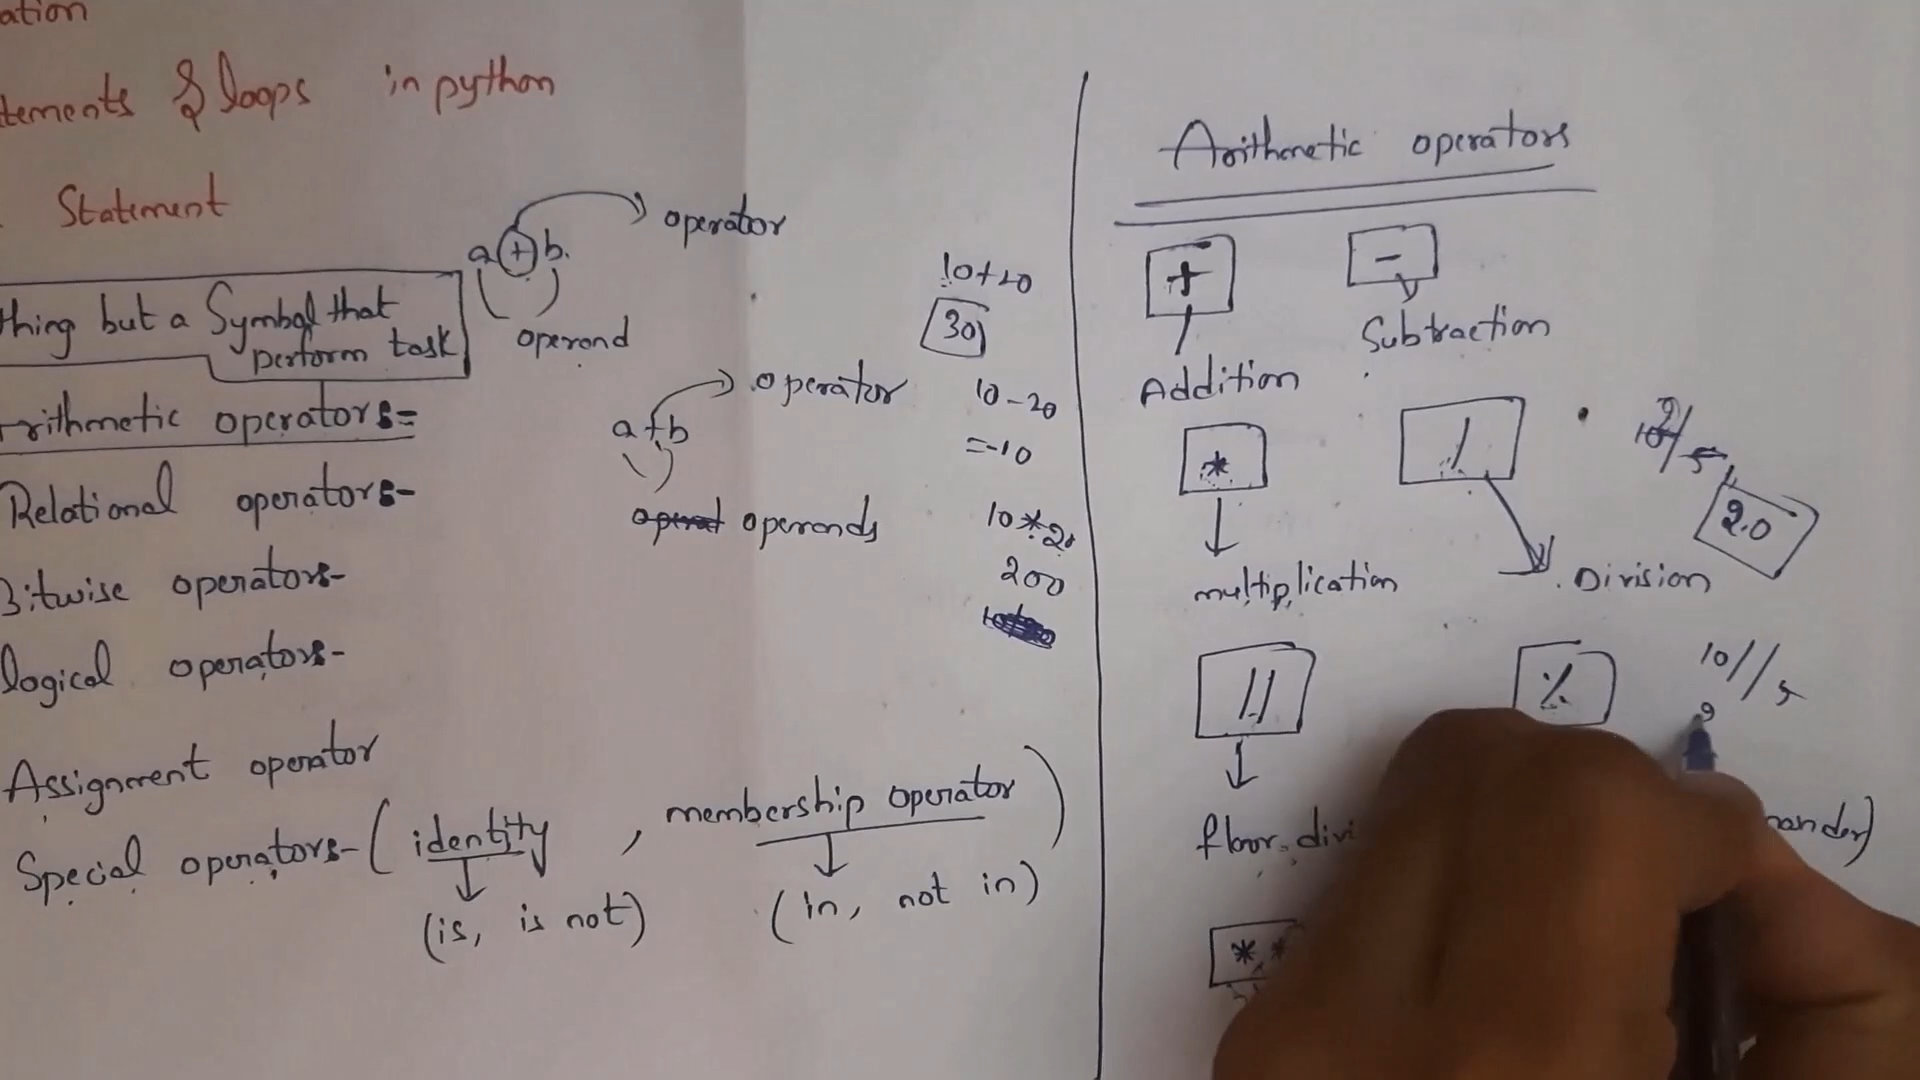 ation
tements & loops in python
Statement
a + b.
operator
operand
thing but a Symbol that
perform task
rithmetic operators=
Relational operators-
Bitwise operators-
logical operators-
Assignment operator
Special operators-( identity , membership operator )
(is, is not) (in, not in)
operator
a+b
operands
10+20
30
10-20
=-10
10*20
200
Arithmetic operators
+ -
Addition Subtraction
* /
multiplication Division
2.0
// %
10//5
floor divi
nander)
* *